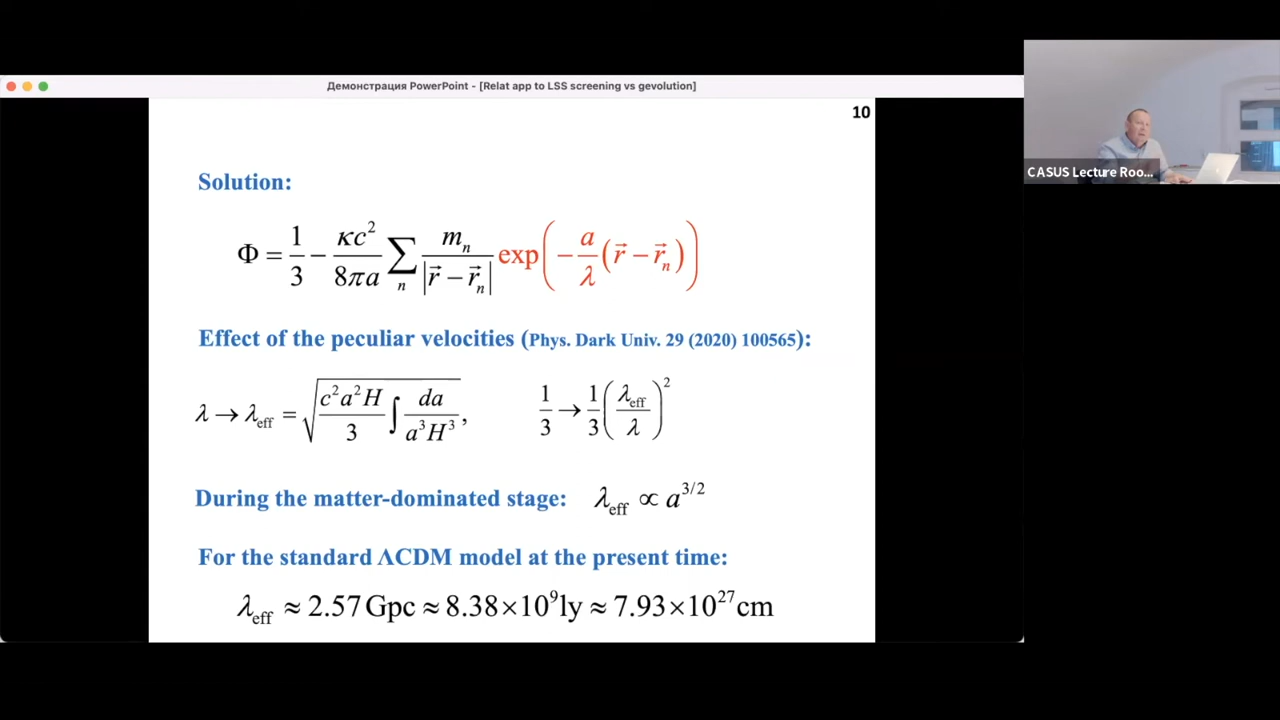 Демонстрация PowerPoint - [Relat app to LSS screening vs gevolution]
10
CASUS Lecture Roo...
Solution:
Φ = 1/3 − κc²/8πa ∑ₙ mₙ/|r⃗ − r⃗ₙ| exp(−a/λ (r⃗ − r⃗ₙ))
Effect of the peculiar velocities (Phys. Dark Univ. 29 (2020) 100565):
λ → λ_eff = √(c²a²H/3 ∫ da/a³H³), 1/3 → 1/3 (λ_eff/λ)²
During the matter-dominated stage: λ_eff ∝ a^{3/2}
For the standard ΛCDM model at the present time:
λ_eff ≈ 2.57 Gpc ≈ 8.38×10⁹ ly ≈ 7.93×10²⁷ cm